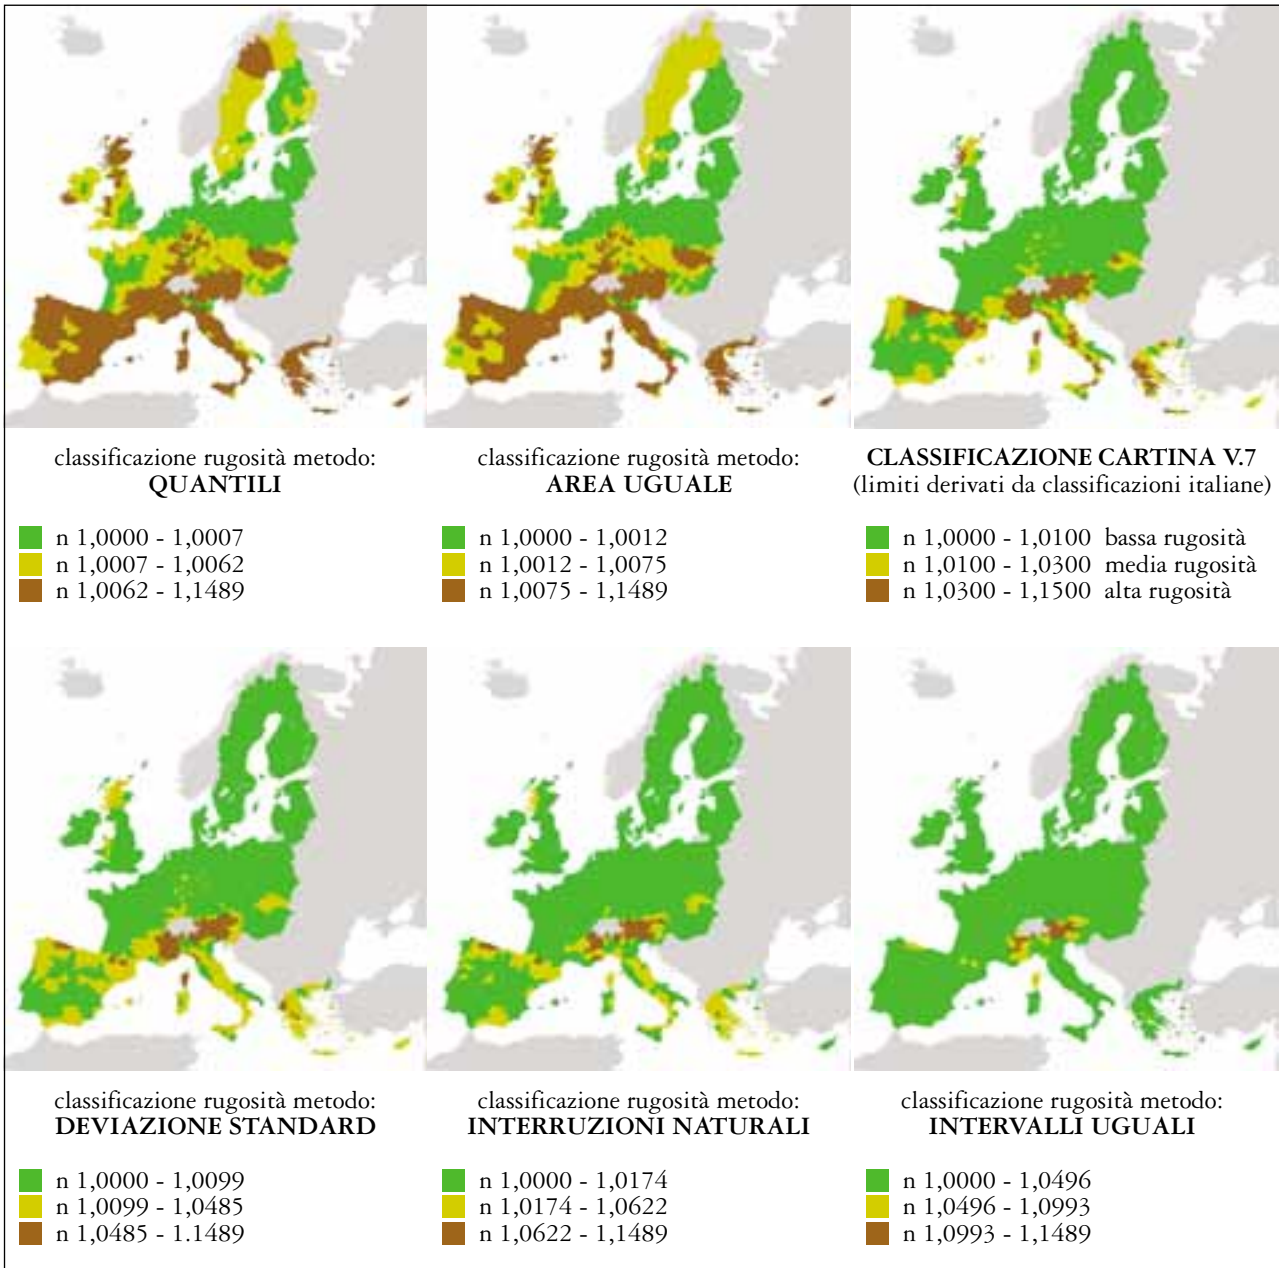 classificazione rugosità metodo:
QUANTILI
n 1,0000 - 1,0007
n 1,0007 - 1,0062
n 1,0062 - 1,1489
classificazione rugosità metodo:
AREA UGUALE
n 1,0000 - 1,0012
n 1,0012 - 1,0075
n 1,0075 - 1,1489
CLASSIFICAZIONE CARTINA V.7
(limiti derivati da classificazioni italiane)
n 1,0000 - 1,0100 bassa rugosità
n 1,0100 - 1,0300 media rugosità
n 1,0300 - 1,1500 alta rugosità
classificazione rugosità metodo:
DEVIAZIONE STANDARD
n 1,0000 - 1,0099
n 1,0099 - 1,0485
n 1,0485 - 1.1489
classificazione rugosità metodo:
INTERRUZIONI NATURALI
n 1,0000 - 1,0174
n 1,0174 - 1,0622
n 1,0622 - 1,1489
classificazione rugosità metodo:
INTERVALLI UGUALI
n 1,0000 - 1,0496
n 1,0496 - 1,0993
n 1,0993 - 1,1489